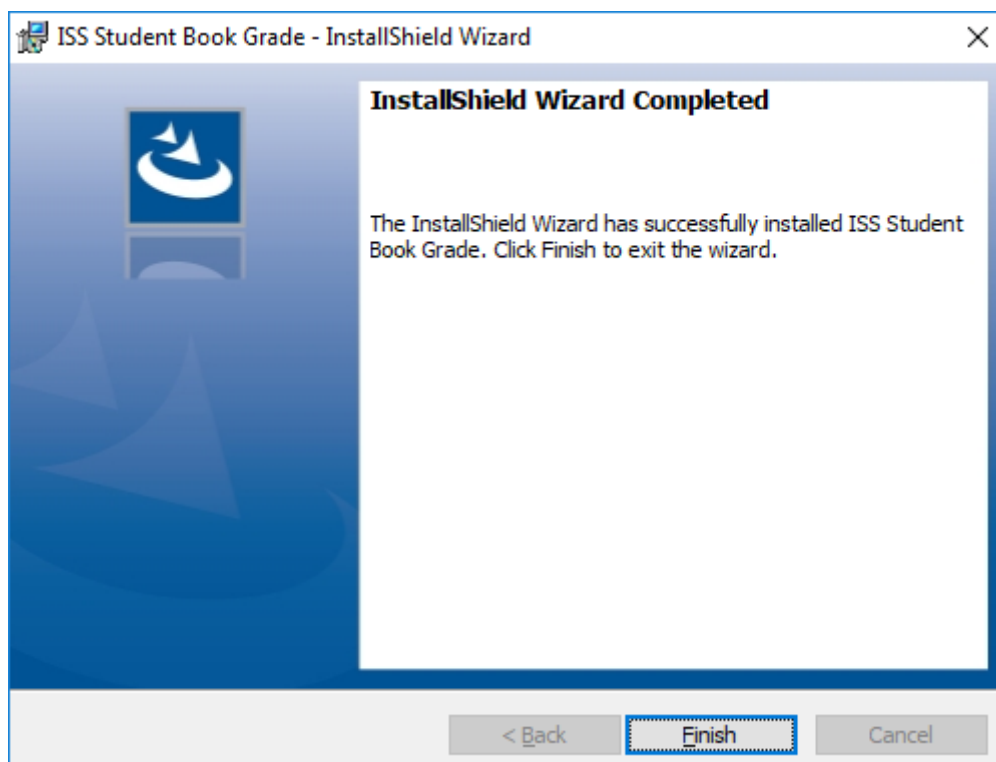 ISS Student Book Grade - InstallShield Wizard
InstallShield Wizard Completed
The InstallShield Wizard has successfully installed ISS Student
Book Grade. Click Finish to exit the wizard.
< Back
Finish
Cancel